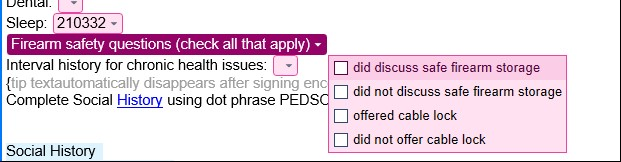 Dental:
Sleep: 210332
Firearm safety questions (check all that apply)
Interval history for chronic health issues:
did discuss safe firearm storage
{tip textautomatically disappears after signing enc
did not discuss safe firearm storage
Complete Social History using dot phrase PEDSC
offered cable lock
did not offer cable lock
Social History